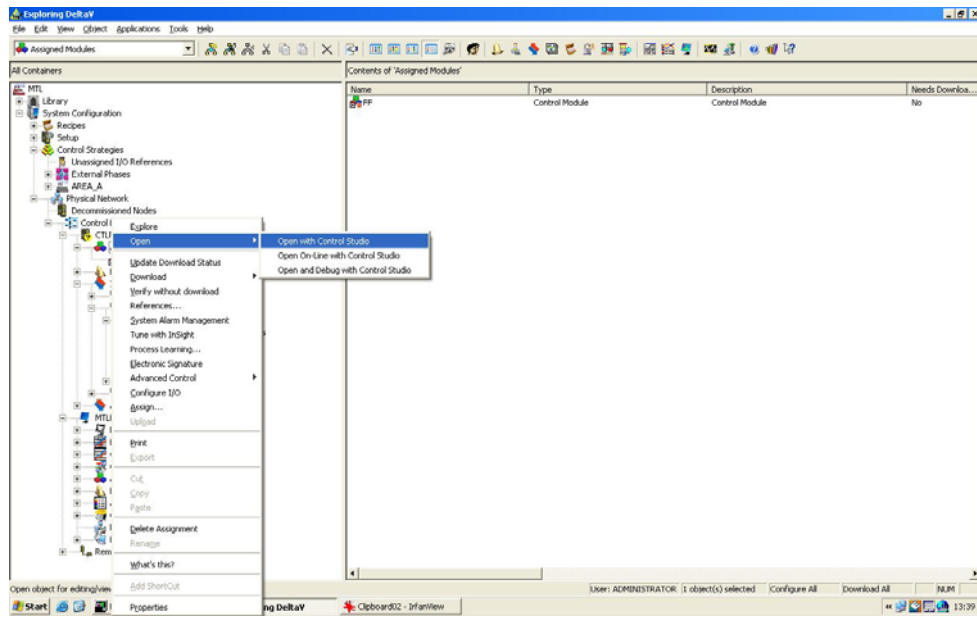 Exploring DeltaV
File Edit View Object Applications Tools Help
Assigned Modules
All Containers
Contents of 'Assigned Modules'
MTL
Library
System Configuration
Recipes
Setup
Control Strategies
Unassigned I/O References
External Phases
AREA_A
Physical Network
Decommissioned Nodes
Control
MTLI
Rem
Name Type Description Needs Downloa...
FF Control Module Control Module No
Explore
Open
Update Download Status
Download
Verify without download
References...
System Alarm Management
Tune with InSight
Process Learning...
Electronic Signature
Advanced Control
Configure I/O
Assign...
Upload
Print
Export
Cut
Copy
Paste
Delete Assignment
Rename
What's this?
Add ShortCut
Properties
Open with Control Studio
Open On-Line with Control Studio
Open and Debug with Control Studio
Open object for editing/view
User: ADMINISTRATOR 1 object(s) selected Configure All Download All NUM
Start
ng DeltaV
Clipboard02 - IrfanView
13:39